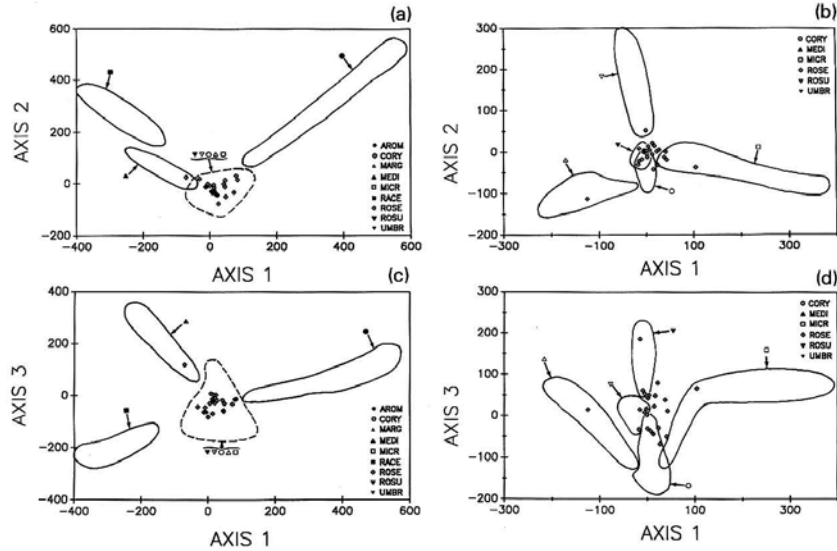 (a)
AXIS 2
600
400
200
0
-200
-400 -200 0 200 400 600
AXIS 1
AROM
CORY
MARG
MEDI
MICR
RACE
ROSE
ROSU
UMBR
(b)
AXIS 2
300
200
100
0
-100
-200
-300 -100 100 300
AXIS 1
CORY
MEDI
MICR
ROSE
ROSU
UMBR
(c)
AXIS 3
400
200
0
-200
-400
-400 -200 0 200 400 600
AXIS 1
AROM
CORY
MARG
MEDI
MICR
RACE
ROSE
ROSU
UMBR
(d)
AXIS 3
300
200
100
0
-100
-200
-300 -100 100 300
AXIS 1
CORY
MEDI
MICR
ROSE
ROSU
UMBR